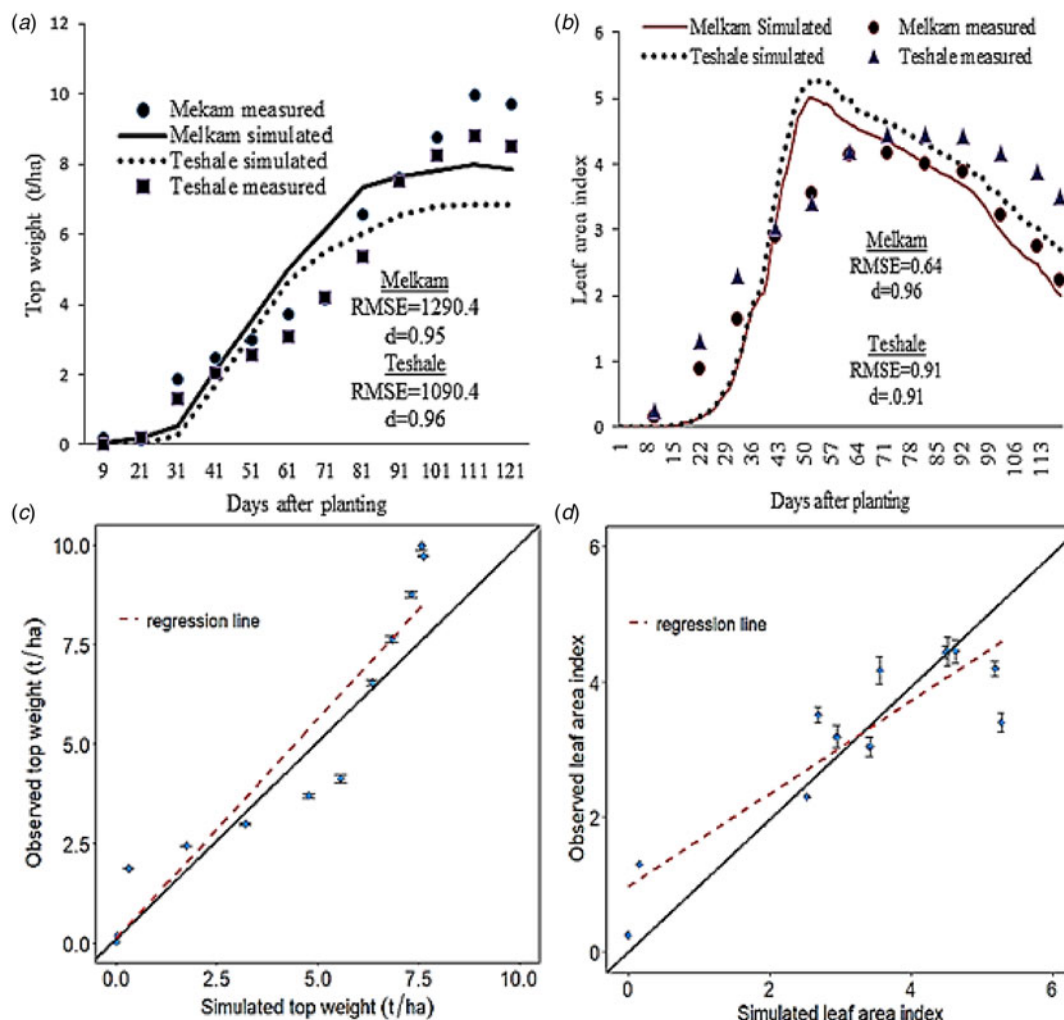 (a)
12
10
8
6
4
2
0
Top weight (t/ha)
Mekam measured
Melkam simulated
Teshale simulated
Teshale measured
Melkam
RMSE=1290.4
d=0.95
Teshale
RMSE=1090.4
d=0.96
9 21 31 41 51 61 71 81 91 101 111 121
Days after planting
(b)
Melkam Simulated
Melkam measured
Teshale simulated
Teshale measured
6
5
4
3
2
1
0
Leaf area index
Melkam
RMSE=0.64
d=0.96
Teshale
RMSE=0.91
d=.0.91
1 8 15 22 29 36 43 50 57 64 71 78 85 92 99 106 113
Days after planting
(c)
10.0
7.5
5.0
2.5
0.0
Observed top weight (t/ha)
regression line
0.0 2.5 5.0 7.5 10.0
Simulated top weight (t/ha)
(d)
6
4
2
0
Observed leaf area index
regression line
0 2 4 6
Simulated leaf area index